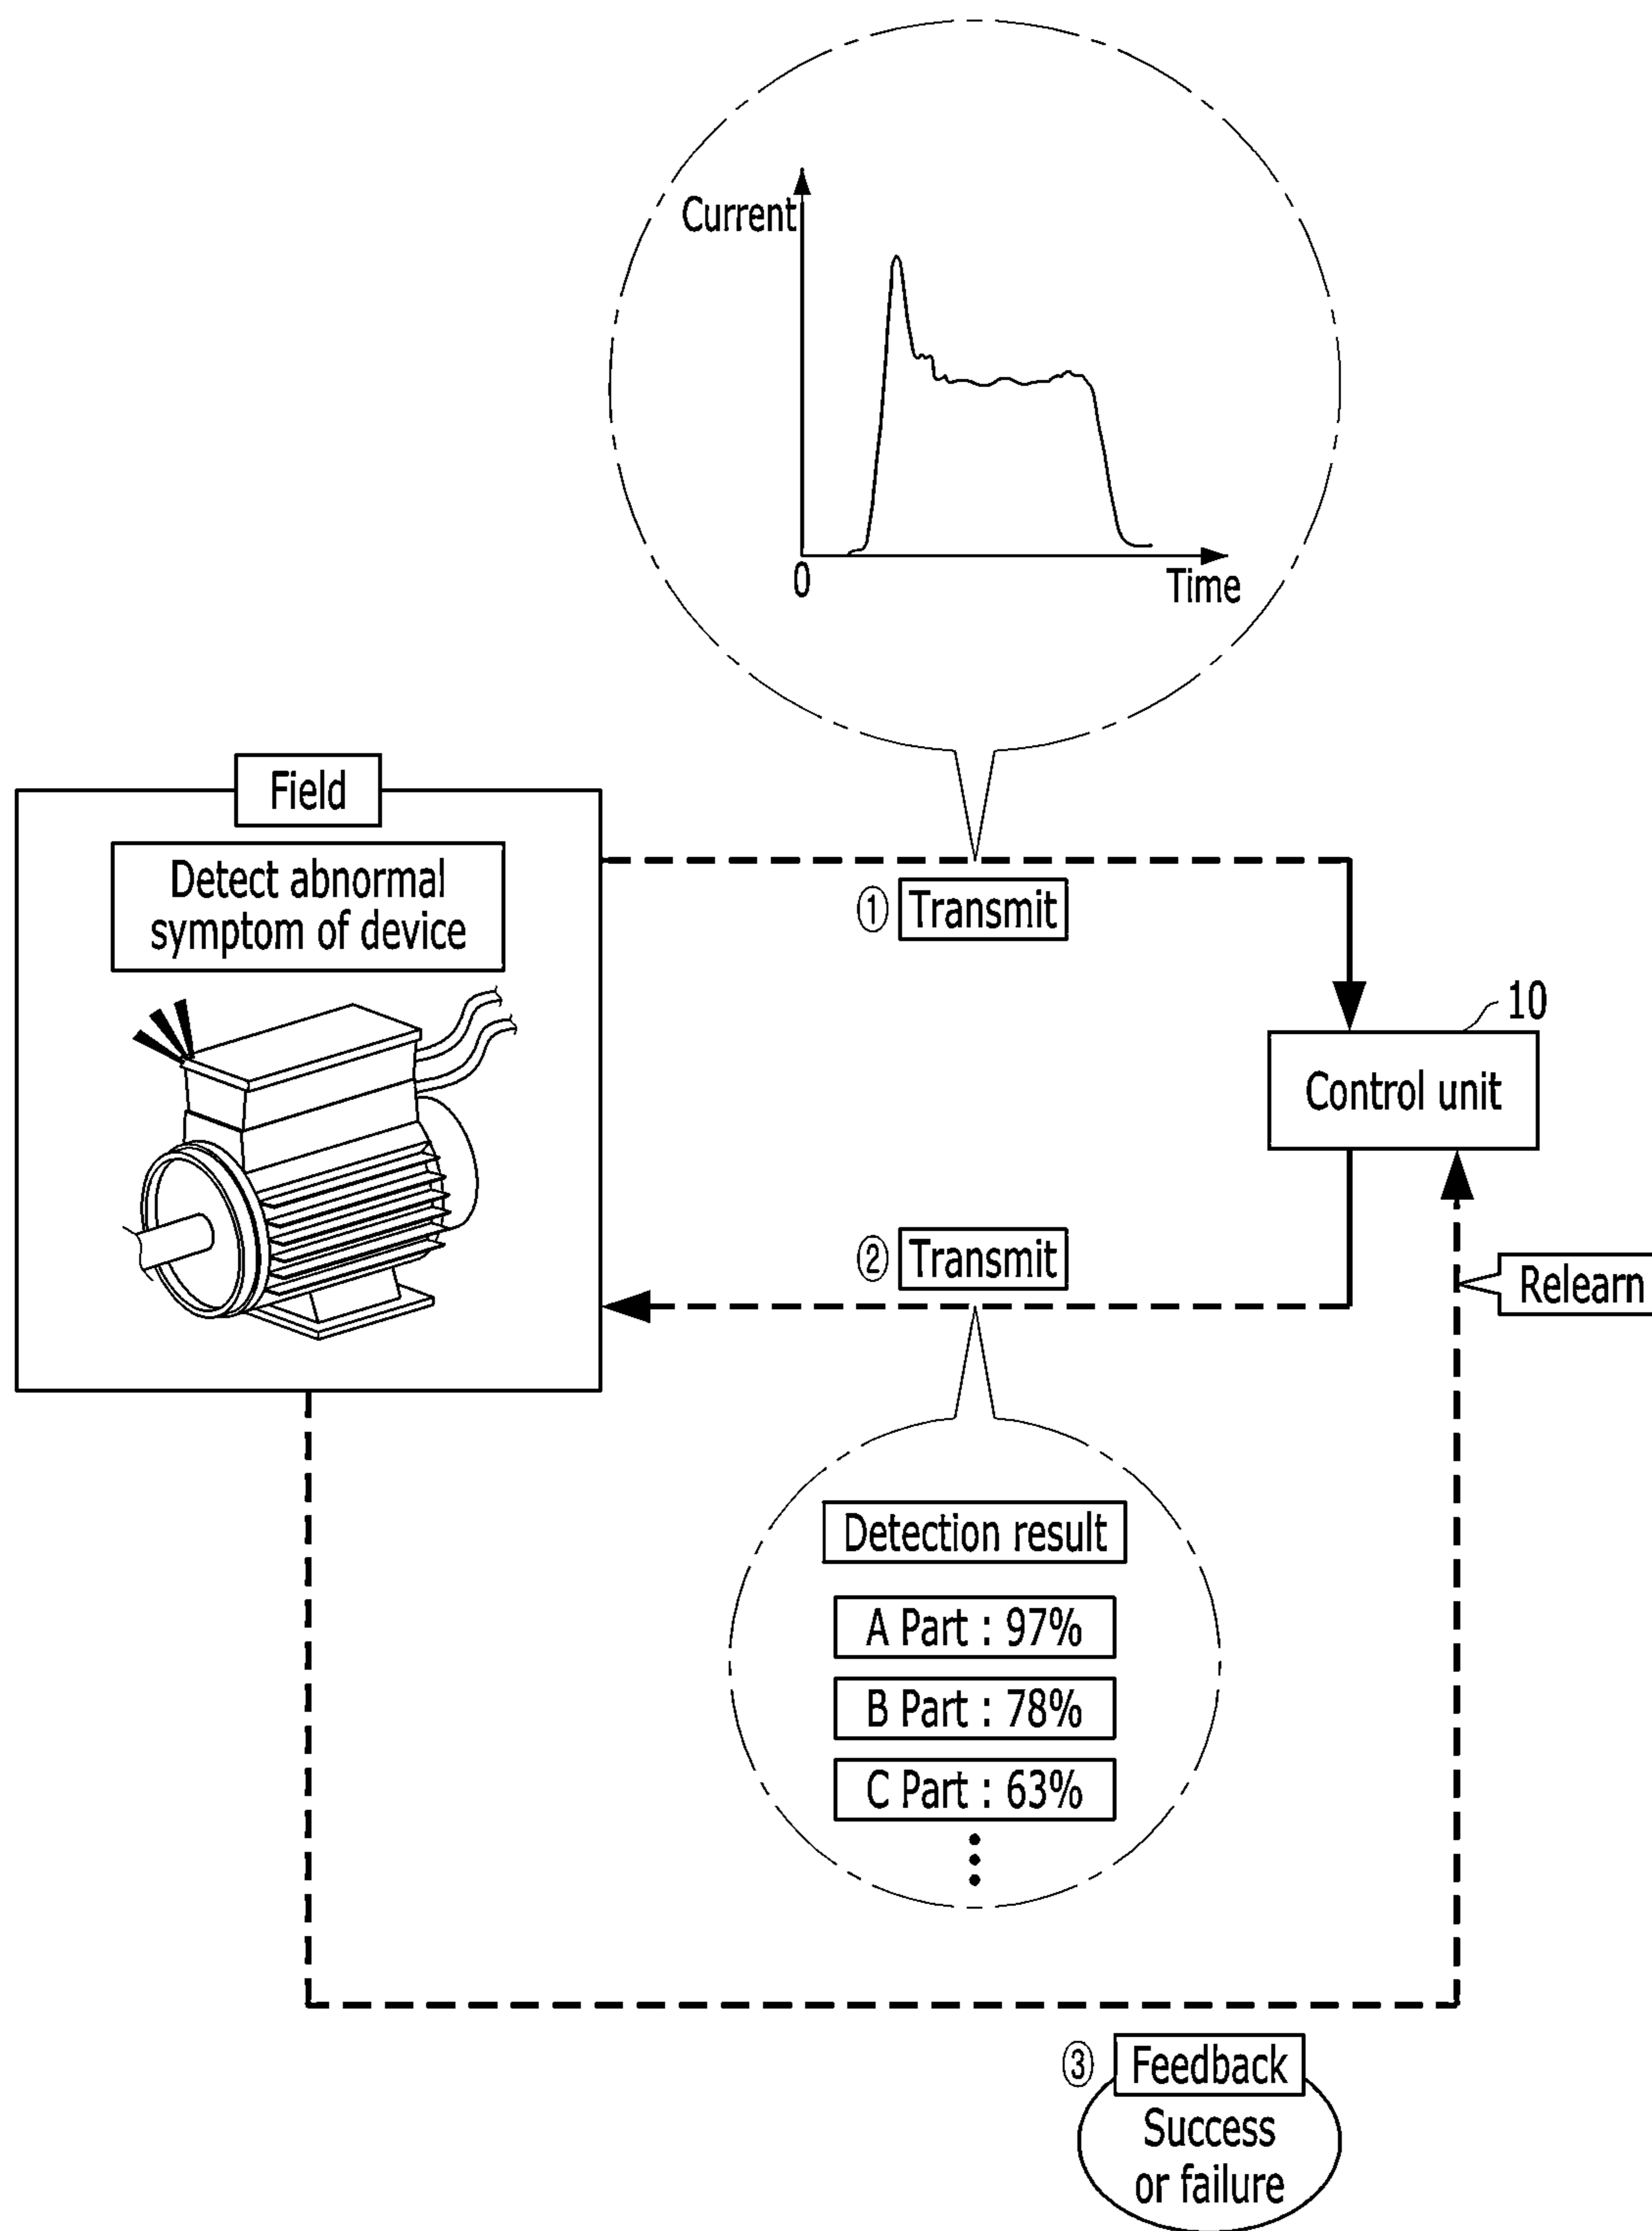 Current
0
Time
Field
Detect abnormal
symptom of device
① Transmit
10
Control unit
② Transmit
Relearn
Detection result
A Part : 97%
B Part : 78%
C Part : 63%
③ Feedback
Success
or failure